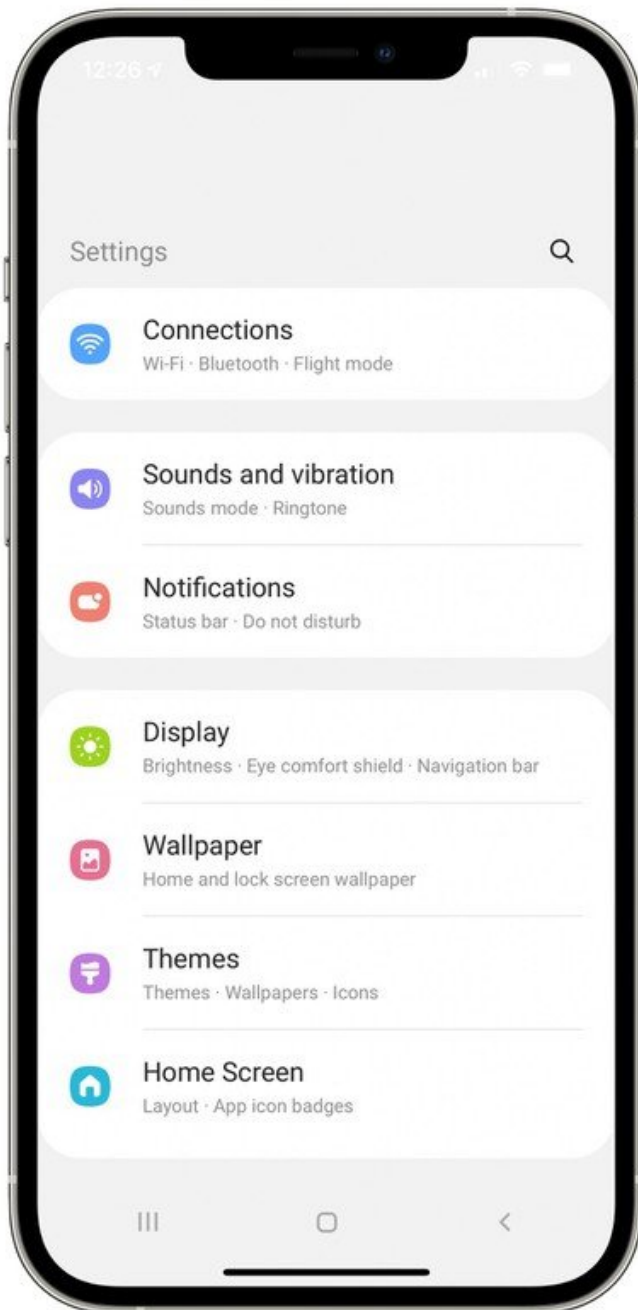 12:26
Settings
Connections
Wi-Fi · Bluetooth · Flight mode
Sounds and vibration
Sounds mode · Ringtone
Notifications
Status bar · Do not disturb
Display
Brightness · Eye comfort shield · Navigation bar
Wallpaper
Home and lock screen wallpaper
Themes
Themes · Wallpapers · Icons
Home Screen
Layout · App icon badges